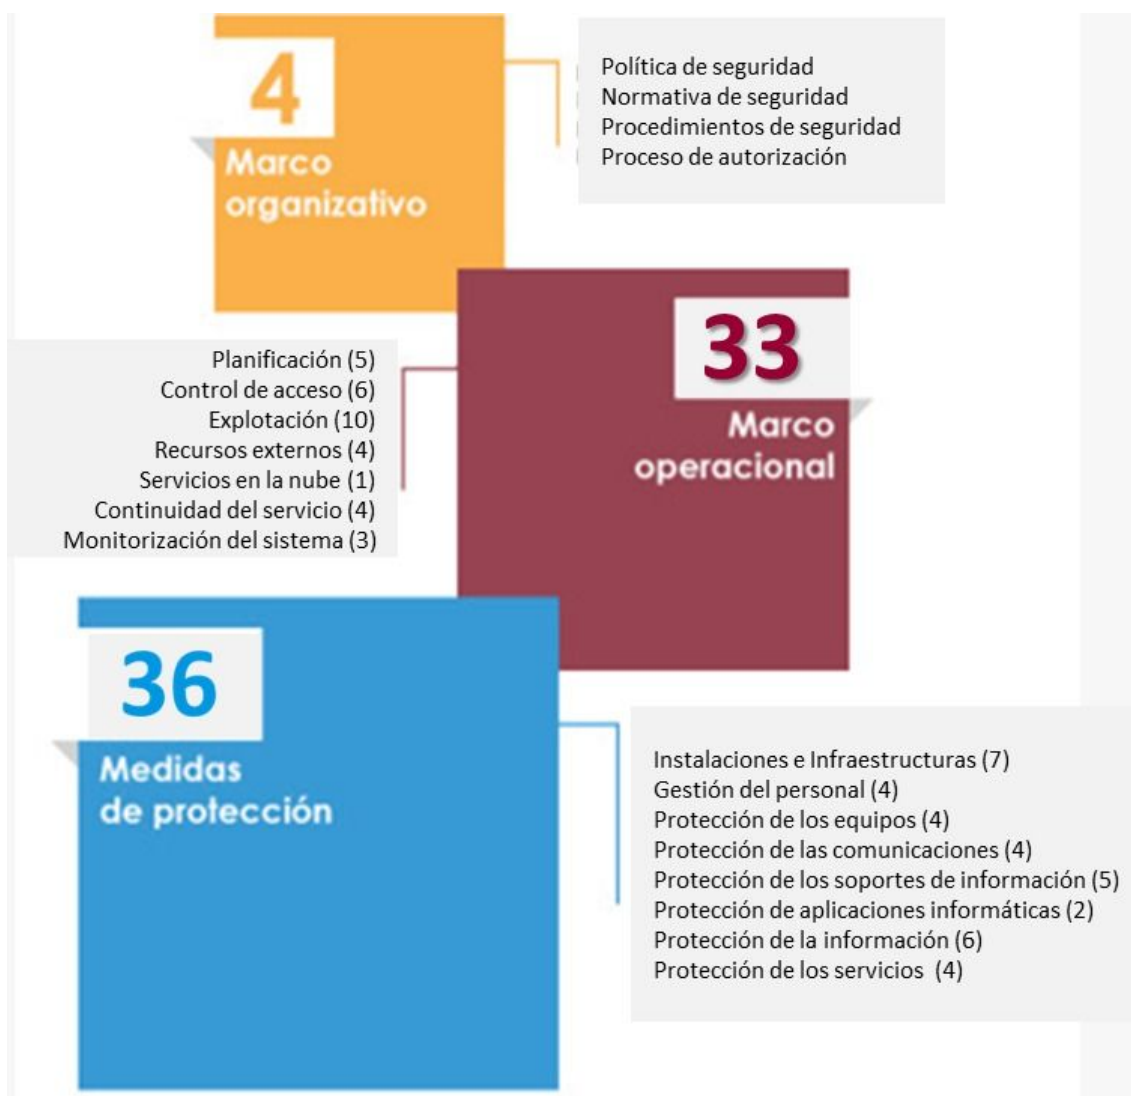 4
Marco
organizativo
Política de seguridad
Normativa de seguridad
Procedimientos de seguridad
Proceso de autorización
33
Marco
operacional
Planificación (5)
Control de acceso (6)
Explotación (10)
Recursos externos (4)
Servicios en la nube (1)
Continuidad del servicio (4)
Monitorización del sistema (3)
36
Medidas
de protección
Instalaciones e Infraestructuras (7)
Gestión del personal (4)
Protección de los equipos (4)
Protección de las comunicaciones (4)
Protección de los soportes de información (5)
Protección de aplicaciones informáticas (2)
Protección de la información (6)
Protección de los servicios (4)